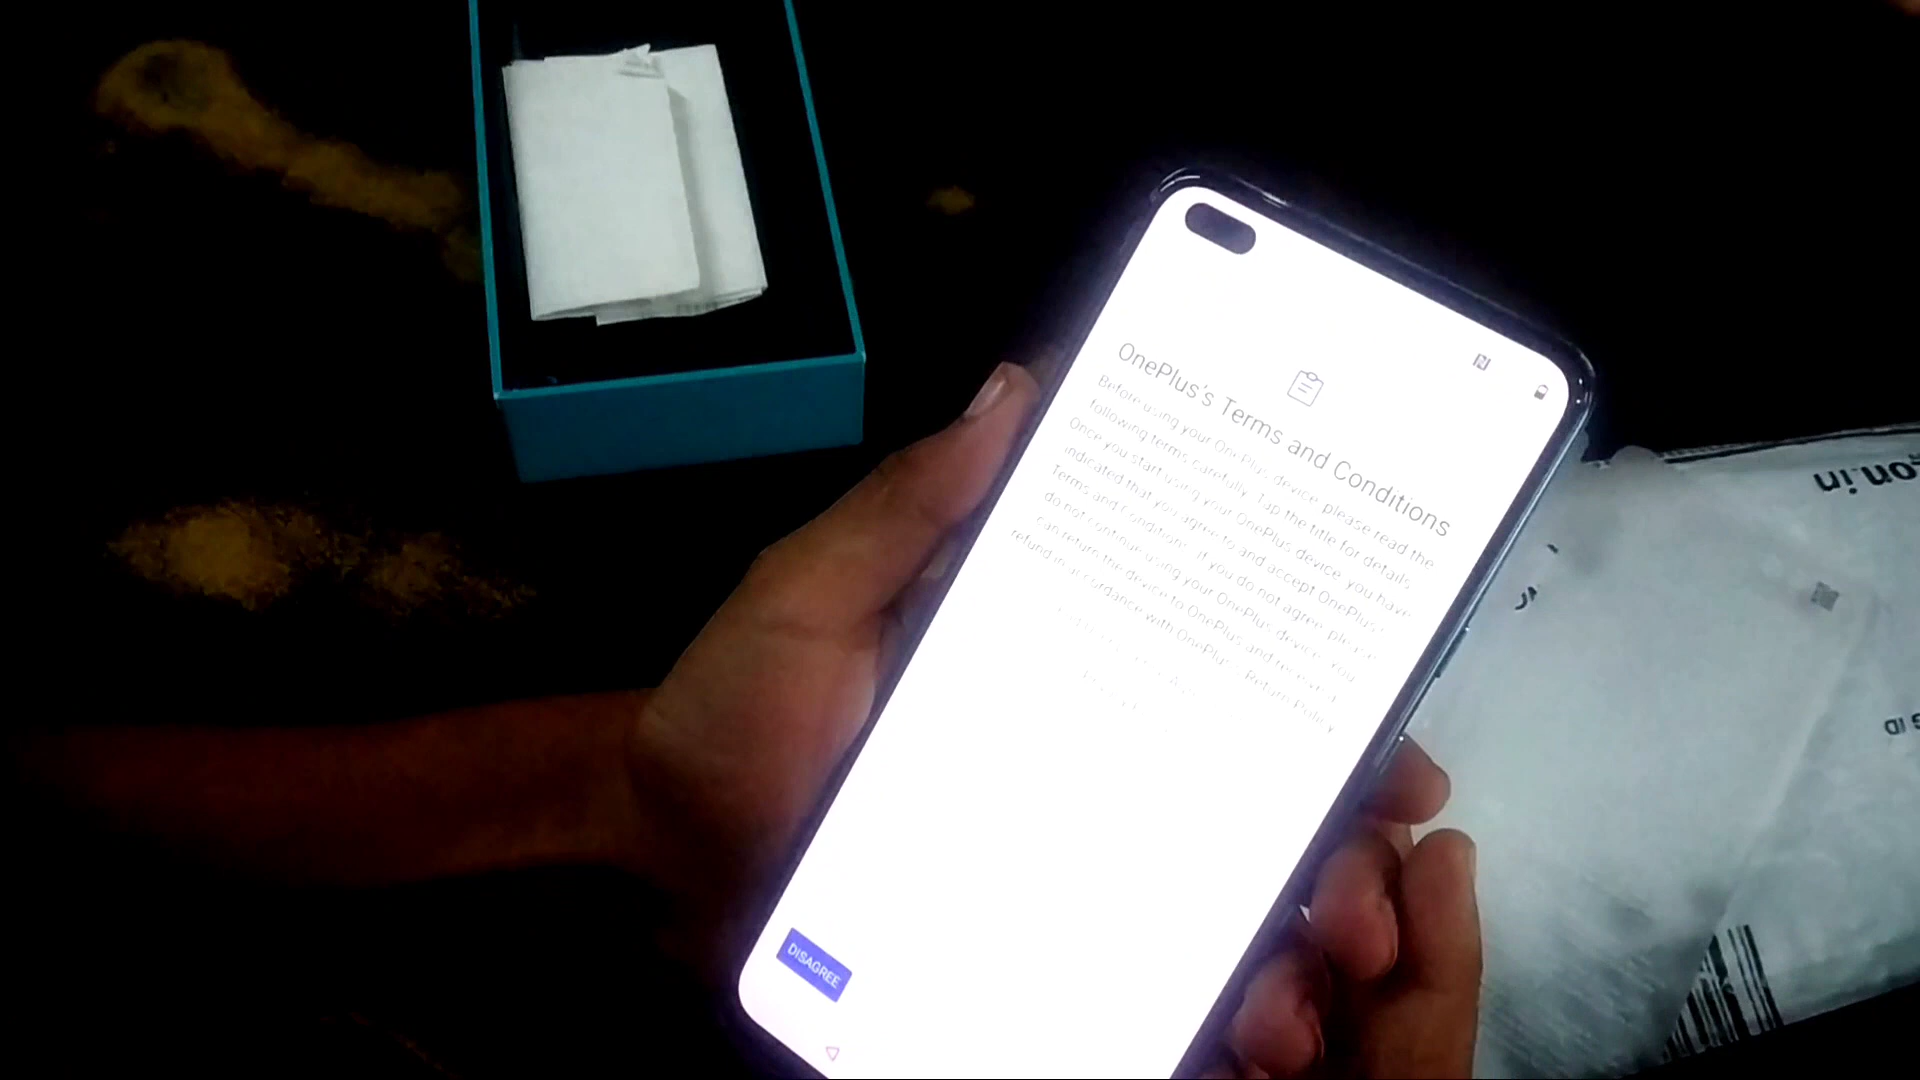 OnePlus's Terms and Conditions
Before using your OnePlus device, please read the
following terms carefully. Tap the title for details.
Once you start using your OnePlus device, you have
indicated that you agree to and accept OnePlus'
Terms and Conditions. If you do not agree, please
do not continue using your OnePlus device. You
can return the device to OnePlus and
refund in accordance with OnePlus's Return Policy
DISAGREE
on.in